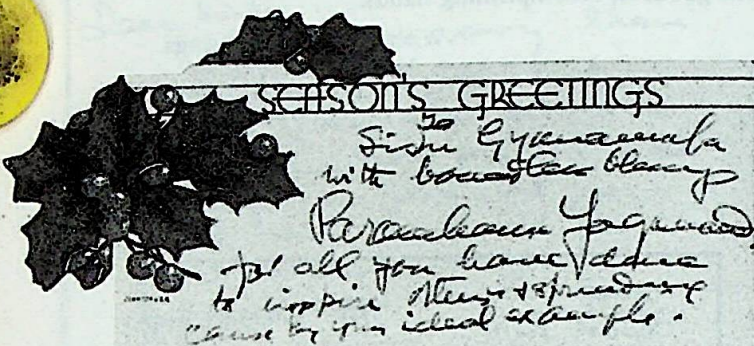 SEASON'S GREETINGS
To
Sister Gyanamata
with boundless blessings
Paramhansa Yogananda
for all you have done
to inspire others & spreading
cause by your ideal example.